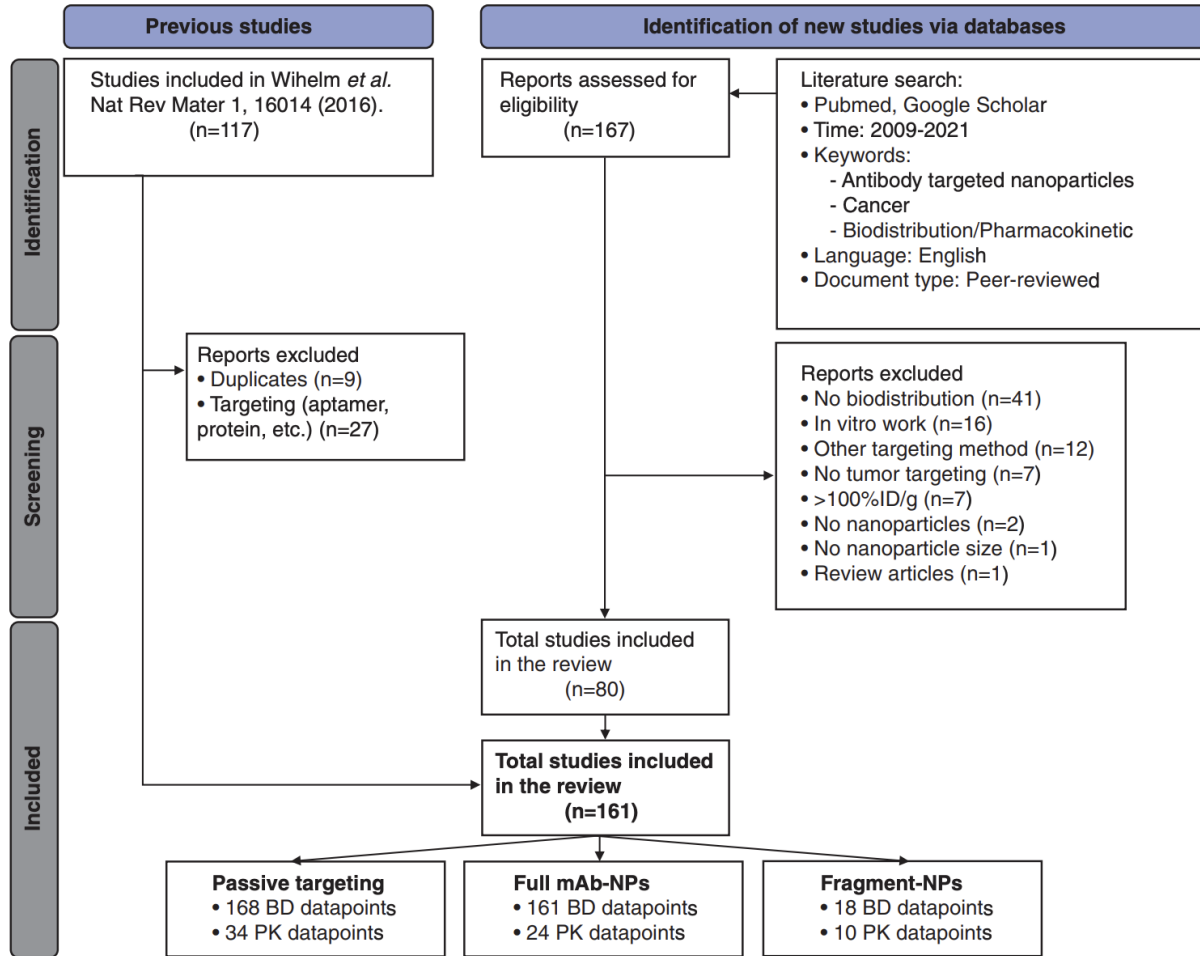 Previous studies
Identification of new studies via databases
Identification
Studies included in Wihelm et al.
Nat Rev Mater 1, 16014 (2016).
(n=117)
Reports assessed for
eligibility
(n=167)
Literature search:
• Pubmed, Google Scholar
• Time: 2009-2021
• Keywords:
- Antibody targeted nanoparticles
- Cancer
- Biodistribution/Pharmacokinetic
• Language: English
• Document type: Peer-reviewed
Screening
Reports excluded
• Duplicates (n=9)
• Targeting (aptamer,
protein, etc.) (n=27)
Reports excluded
• No biodistribution (n=41)
• In vitro work (n=16)
• Other targeting method (n=12)
• No tumor targeting (n=7)
• >100%ID/g (n=7)
• No nanoparticles (n=2)
• No nanoparticle size (n=1)
• Review articles (n=1)
Included
Total studies included
in the review
(n=80)
Total studies included
in the review
(n=161)
Passive targeting
• 168 BD datapoints
• 34 PK datapoints
Full mAb-NPs
• 161 BD datapoints
• 24 PK datapoints
Fragment-NPs
• 18 BD datapoints
• 10 PK datapoints